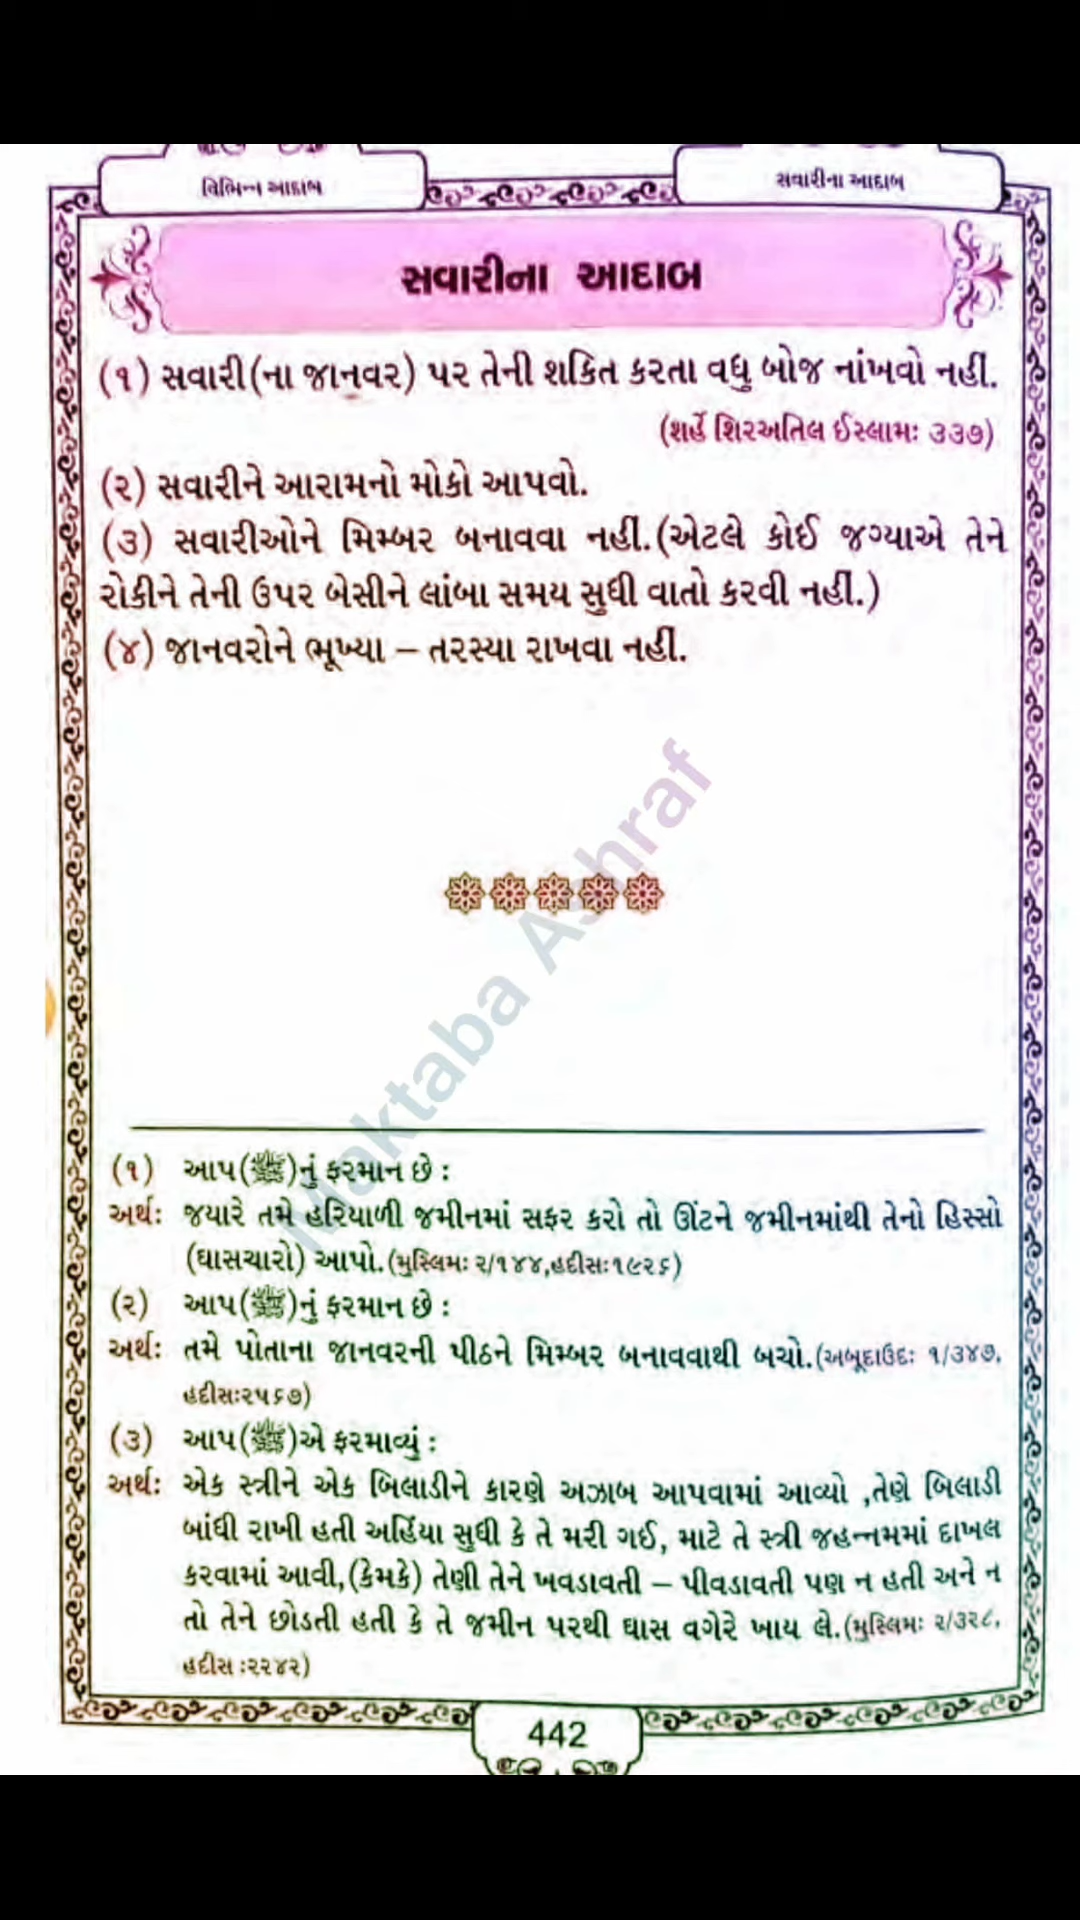 વિભિન્ન આદાબ
સવારીના આદાબ
સવારીના આદાબ
(૧) સવારી(ના જાનવર) પર તેની શકિત કરતા વધુ બોજ નાંખવો નહીં.
(શર્હે શિરઅતિલ ઈસ્લામઃ ૩૩૭)
(૨) સવારીને આરામનો મોકો આપવો.
(૩) સવારીઓને મિમ્બર બનાવવા નહીં.(એટલે કોઈ જગ્યાએ તેને
રોકીને તેની ઉપર બેસીને લાંબા સમય સુધી વાતો કરવી નહીં.)
(૪) જાનવરોને ભૂખ્યા – તરસ્યા રાખવા નહીં.
Maktaba Ashraf
(૧) આપ(ﷺ)નું ફરમાન છે :
અર્થઃ જયારે તમે હરિયાળી જમીનમાં સફર કરો તો ઊંટને જમીનમાંથી તેનો હિસ્સો
(ઘાસચારો) આપો.(મુસ્લિમઃ ૨/૧૪૪,હદીસઃ૧૯૨૬)
(૨) આપ(ﷺ)નું ફરમાન છે :
અર્થઃ તમે પોતાના જાનવરની પીઠને મિમ્બર બનાવવાથી બચો.(અબૂદાઉદઃ ૧/૩૪૭,
હદીસઃ૨૫૬૭)
(૩) આપ(ﷺ)એ ફરમાવ્યું :
અર્થઃ એક સ્ત્રીને એક બિલાડીને કારણે અઝાબ આપવામાં આવ્યો ,તેણે બિલાડી
બાંધી રાખી હતી અહિંયા સુધી કે તે મરી ગઈ, માટે તે સ્ત્રી જહન્નમમાં દાખલ
કરવામાં આવી,(કેમકે) તેણી તેને ખવડાવતી – પીવડાવતી પણ ન હતી અને ન
તો તેને છોડતી હતી કે તે જમીન પરથી ઘાસ વગેરે ખાય લે.(મુસ્લિમઃ ૨/૩૨૮,
હદીસ :૨૨૪૨)
442